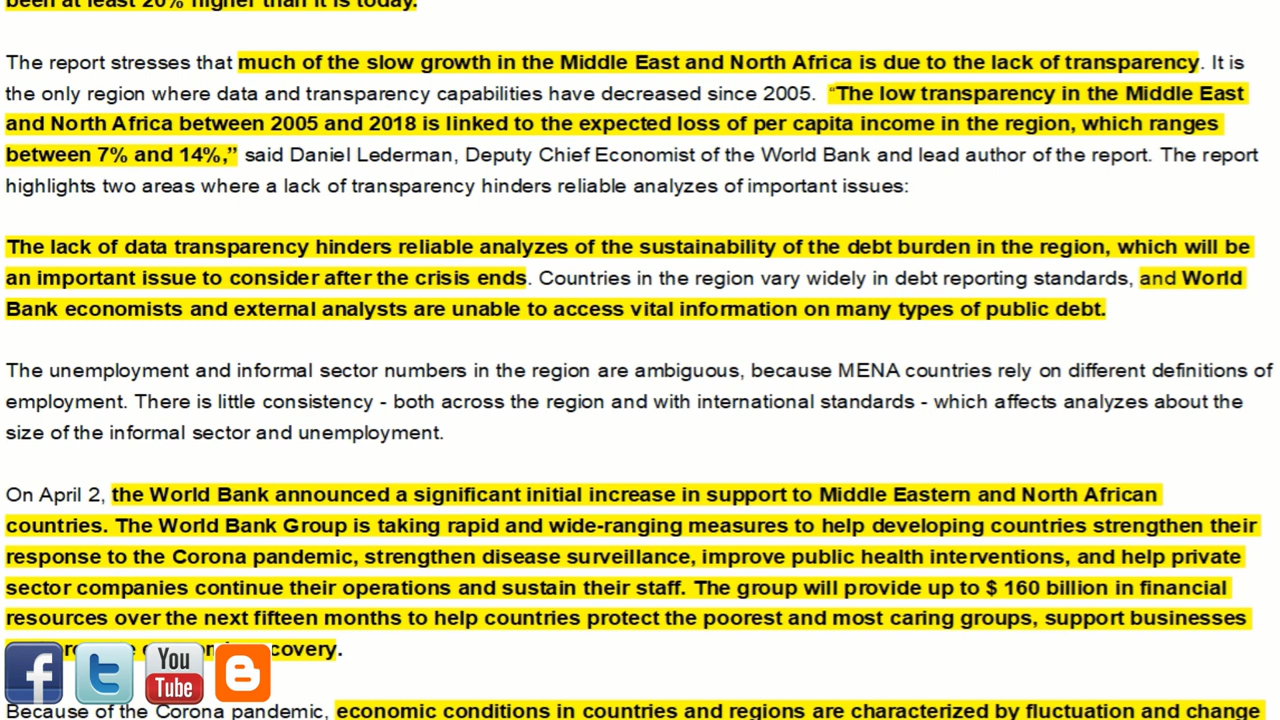 been at least 20% higher than it is today.
The report stresses that much of the slow growth in the Middle East and North Africa is due to the lack of transparency. It is
the only region where data and transparency capabilities have decreased since 2005. “The low transparency in the Middle East
and North Africa between 2005 and 2018 is linked to the expected loss of per capita income in the region, which ranges
between 7% and 14%,” said Daniel Lederman, Deputy Chief Economist of the World Bank and lead author of the report. The report
highlights two areas where a lack of transparency hinders reliable analyzes of important issues:
The lack of data transparency hinders reliable analyzes of the sustainability of the debt burden in the region, which will be
an important issue to consider after the crisis ends. Countries in the region vary widely in debt reporting standards, and World
Bank economists and external analysts are unable to access vital information on many types of public debt.
The unemployment and informal sector numbers in the region are ambiguous, because MENA countries rely on different definitions of
employment. There is little consistency - both across the region and with international standards - which affects analyzes about the
size of the informal sector and unemployment.
On April 2, the World Bank announced a significant initial increase in support to Middle Eastern and North African
countries. The World Bank Group is taking rapid and wide-ranging measures to help developing countries strengthen their
response to the Corona pandemic, strengthen disease surveillance, improve public health interventions, and help private
sector companies continue their operations and sustain their staff. The group will provide up to $ 160 billion in financial
resources over the next fifteen months to help countries protect the poorest and most caring groups, support businesses
covery.
f t You Tube B
Because of the Corona pandemic, economic conditions in countries and regions are characterized by fluctuation and change